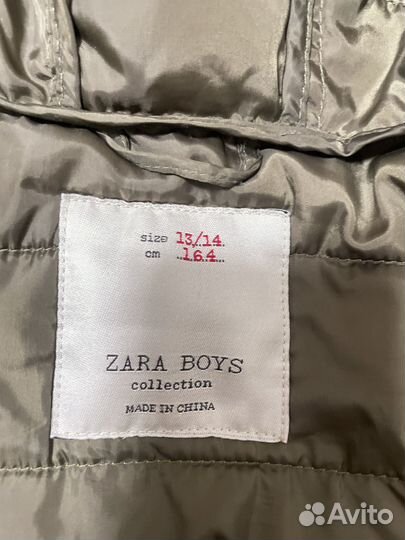 size 13/14
cm 164
ZARA BOYS
collection
MADE IN CHINA
Avito